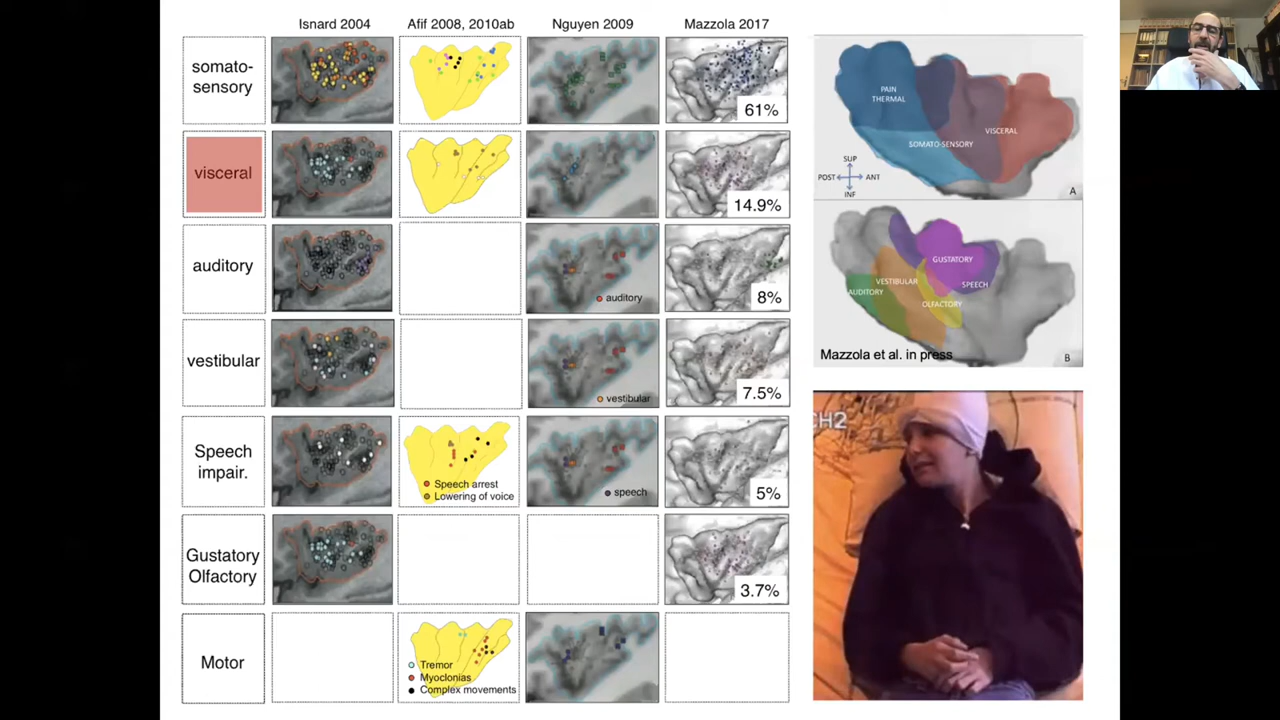 Isnard 2004
Afif 2008, 2010ab
Nguyen 2009
Mazzola 2017
somato-
sensory
61%
visceral
14.9%
auditory
auditory
8%
vestibular
vestibular
7.5%
Speech
impair.
Speech arrest
Lowering of voice
speech
5%
Gustatory
Olfactory
3.7%
Motor
Tremor
Myoclonias
Complex movements
PAIN
THERMAL
VISCERAL
SOMATO-SENSORY
SUP
POST
ANT
INF
A
GUSTATORY
VESTIBULAR
SPEECH
AUDITORY
OLFACTORY
Mazzola et al. in press
B
CH2